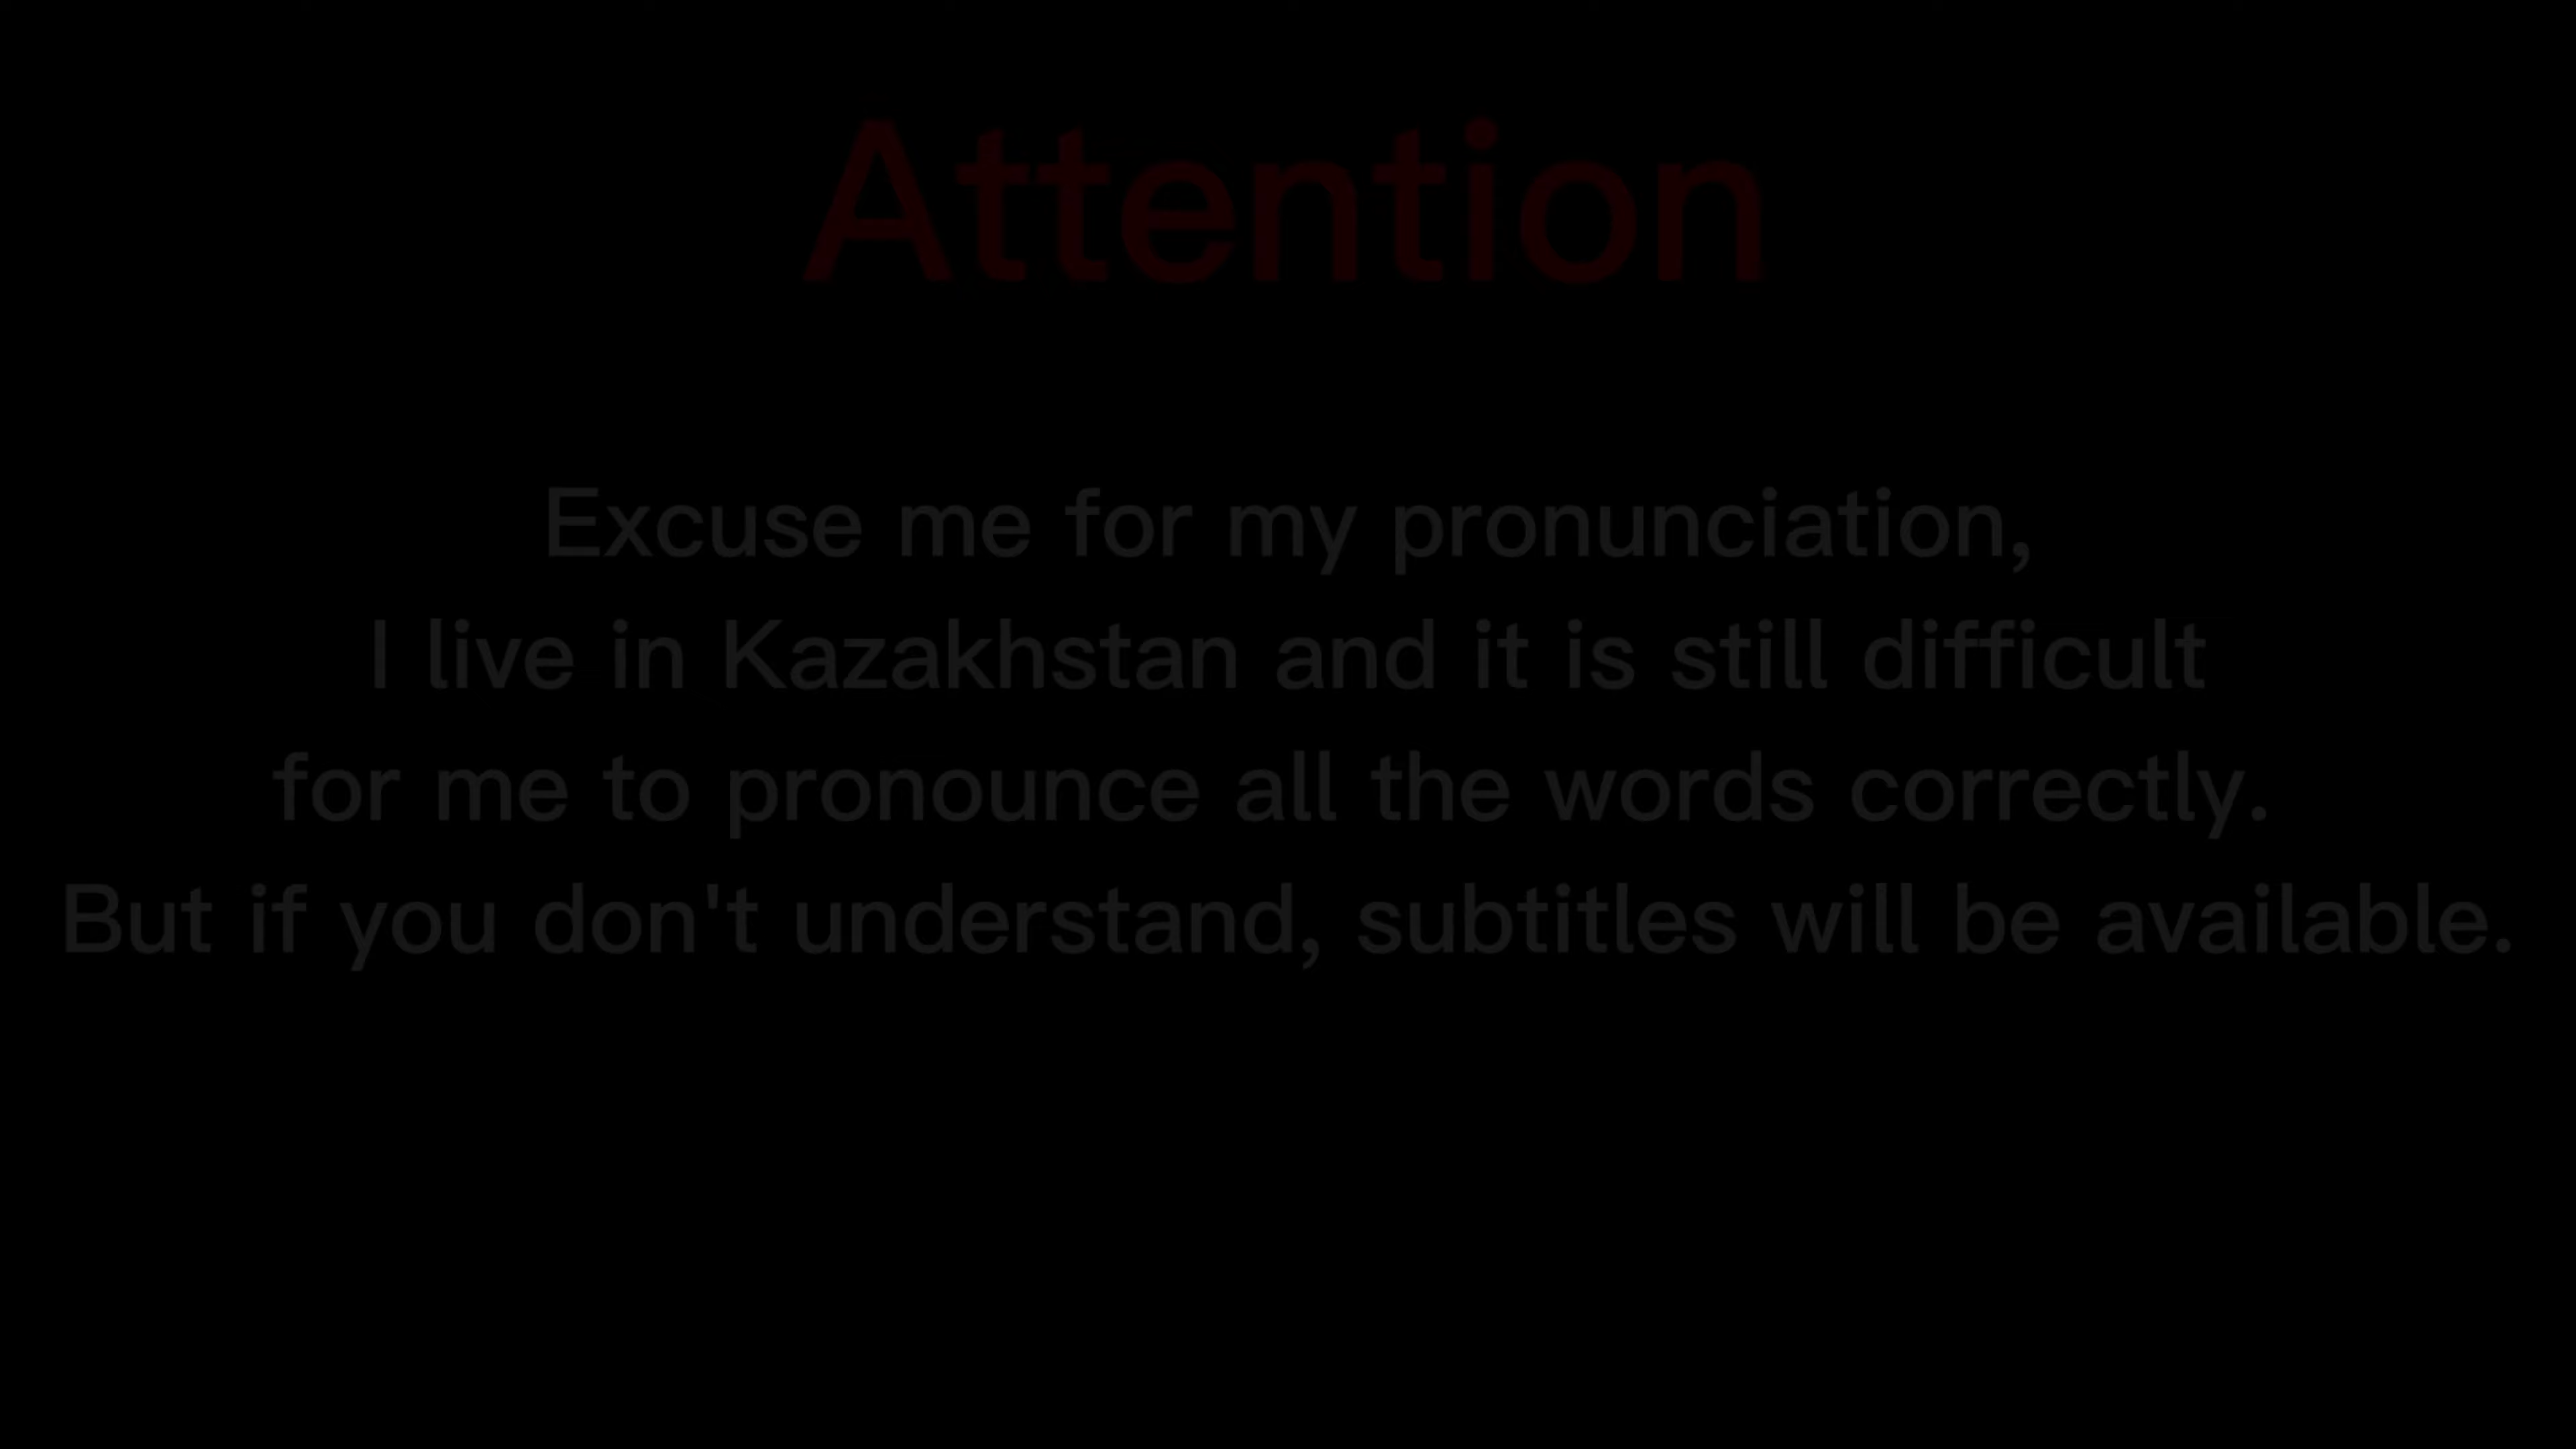 Attention
Excuse me for my pronunciation,
I live in Kazakhstan and it is still difficult
for me to pronounce all the words correctly.
But if you don't understand, subtitles will be available.